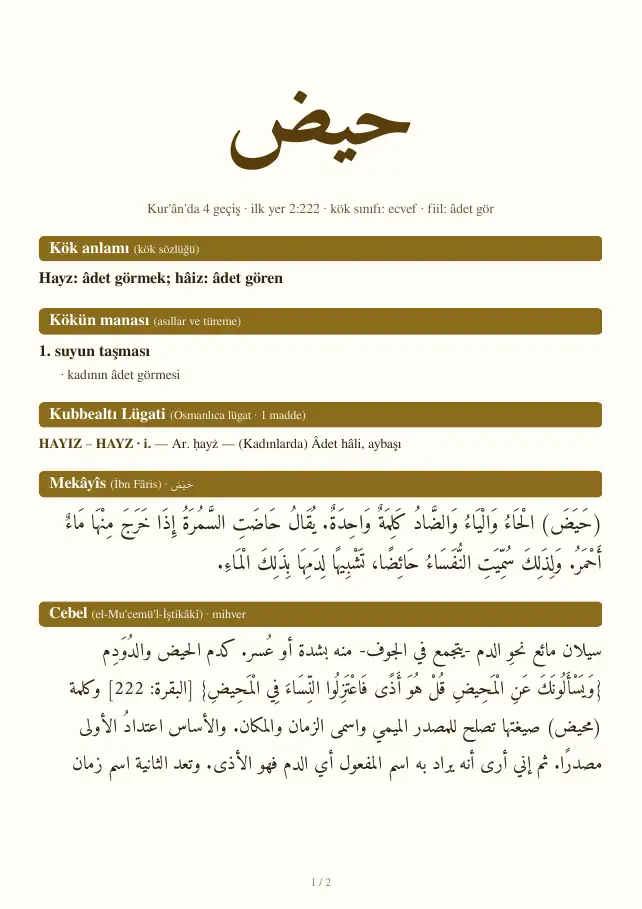 حيض
Kur'ân'da 4 geçiş · ilk yer 2:222 · kök sınıfı: ecvef · fiil: âdet gör
Kök anlamı (kök sözlüğü)
Hayz: âdet görmek; hâiz: âdet gören
Kökün manası (asıllar ve türeme)
1. suyun taşması
· kadının âdet görmesi
Kubbealtı Lügati (Osmanlıca lügat · 1 madde)
HAYIZ – HAYZ · i. — Ar. ḥayż — (Kadınlarda) Âdet hâli, aybaşı
Mekâyîs (İbn Fâris) · حيض
(حَيَضَ) الْحَاءُ وَالْيَاءُ وَالضَّادُ كَلِمَةٌ وَاحِدَةٌ. يُقَالُ حَاضَتِ السَّمُرَةُ إِذَا خَرَجَ مِنْهَا مَاءٌ
أَحْمَرُ. وَلِذَلِكَ سُمِّيَتِ النُّفَسَاءُ حَائِضًا، تَشْبِيهًا لِدَمِهَا بِذَلِكَ الْمَاءِ.
Cebel (el-Mu'cemü'l-İştikâkî) · mihver
سيلان مائع نحوِ الدم -يتجمع في الجوف- منه بشدة أو عُسر. كدم الحيض والدُوَدِم
{وَيَسْأَلُونَكَ عَنِ الْمَحِيضِ قُلْ هُوَ أَذًى فَاعْتَزِلُوا النِّسَاءَ فِي الْمَحِيضِ} [البقرة: 222] وكلمة
(محيض) صيغتها تصلح للمصدر الميمي واسمى الزمان والمكان. والأساس اعتدادُ الأولى
مصدرًا. ثم إني أرى أنه يراد به اسم المفعول أي الدم فهو الأذى. وتعد الثانية اسم زمان
1 / 2